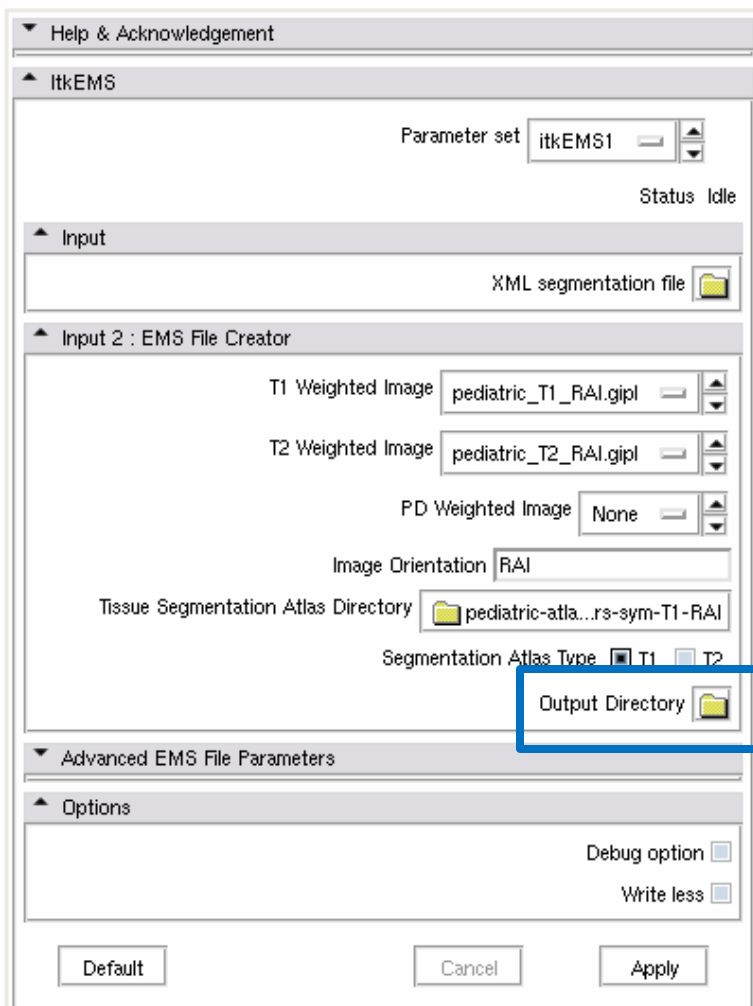 Help & Acknowledgement
ItkEMS
Parameter set itkEMS1
Status Idle
Input
XML segmentation file
Input 2 : EMS File Creator
T1 Weighted Image pediatric_T1_RAI.gipl
T2 Weighted Image pediatric_T2_RAI.gipl
PD Weighted Image None
Image Orientation RAI
Tissue Segmentation Atlas Directory pediatric-atla...rs-sym-T1-RAI
Segmentation Atlas Type T1 T2
Output Directory
Advanced EMS File Parameters
Options
Debug option
Write less
Default Cancel Apply